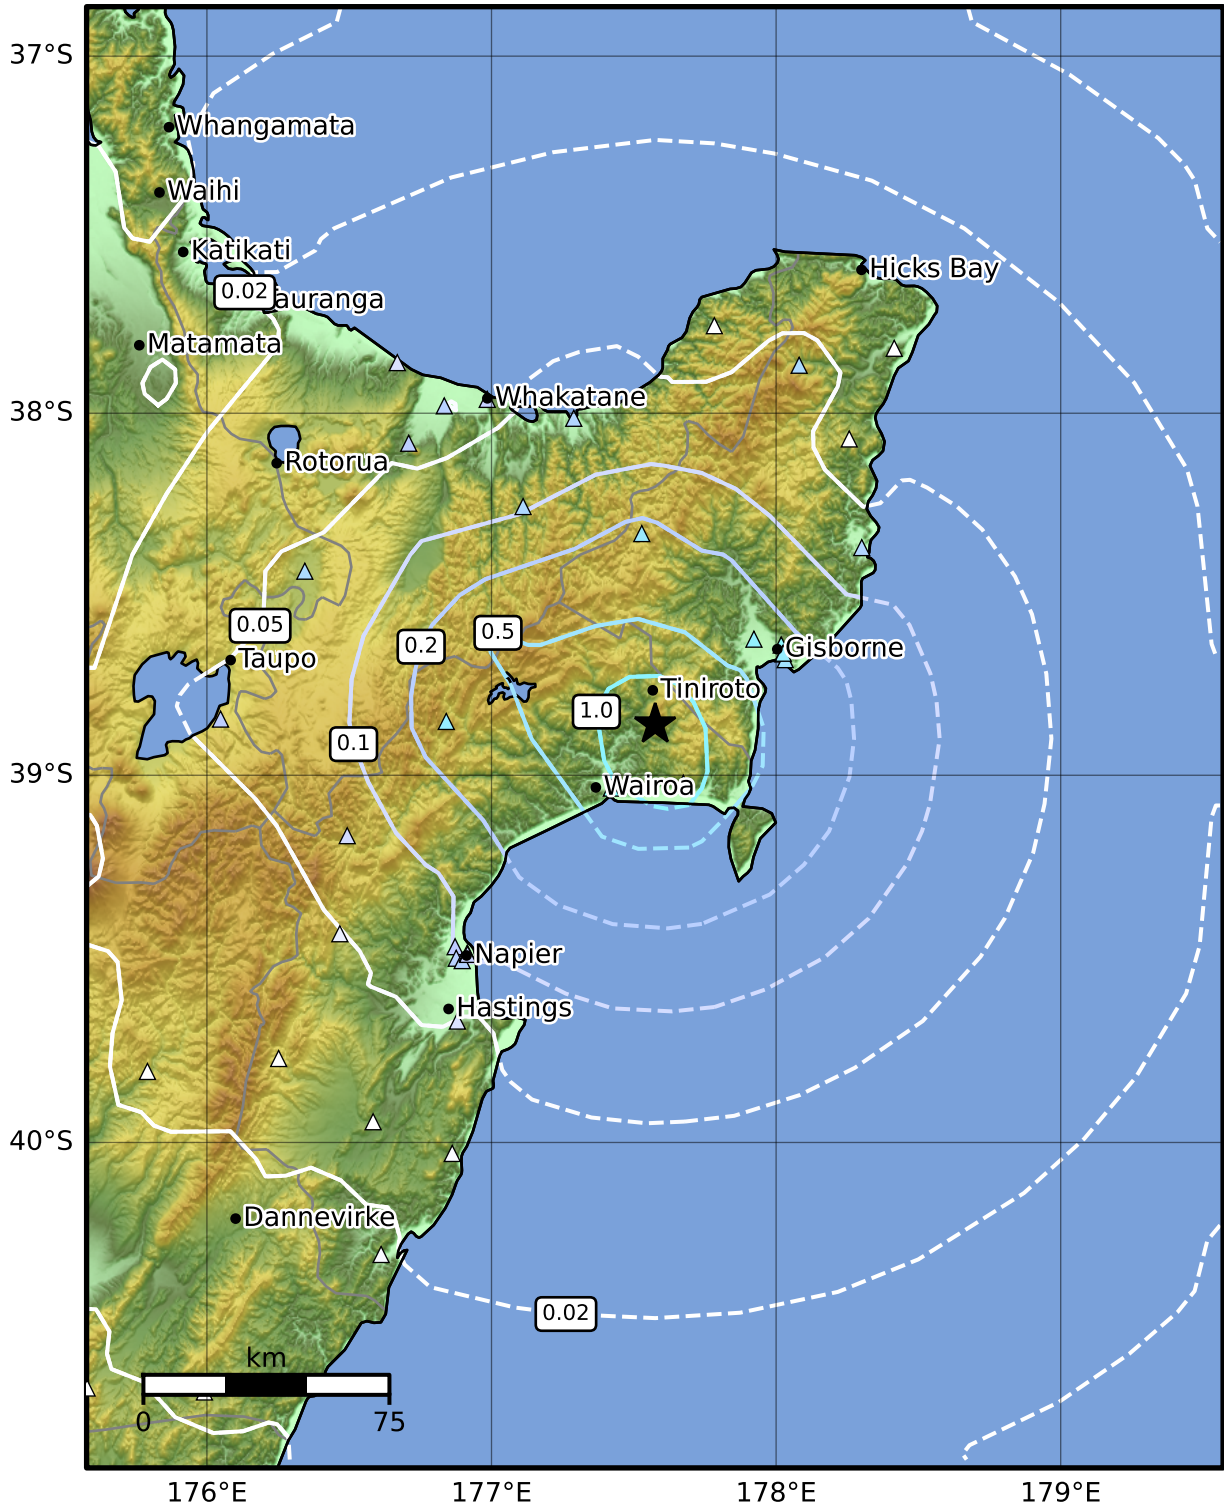 37°S
Whangamata
Waihi
Katikati
Hicks Bay
0.02
auranga
Matamata
38°S
Whakatane
Rotorua
0.05
0.2
0.5
Gisborne
Taupo
Tiniroto
1.0
0.1
39°S
Wairoa
Napier
Hastings
40°S
Dannevirke
0.02
km
0
75
176°E
177°E
178°E
179°E